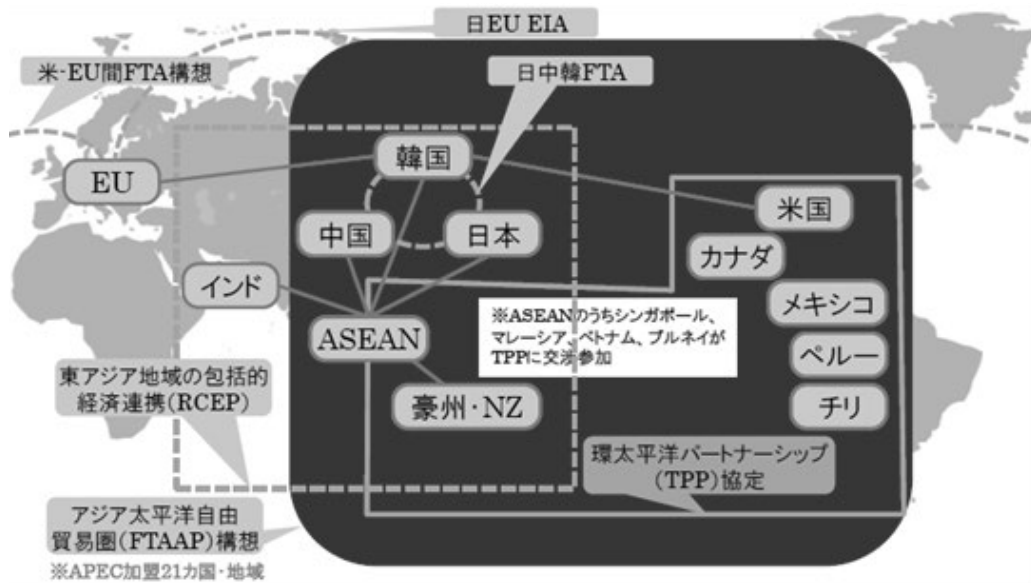 日EU EIA
米-EU間FTA構想
日中韓FTA
韓国
EU
米国
中国
日本
カナダ
インド
メキシコ
※ASEANのうちシンガポール、
マレーシア、ベトナム、ブルネイが
TPPに交渉参加
ASEAN
ペルー
東アジア地域の包括的
経済連携(RCEP)
豪州・NZ
チリ
環太平洋パートナーシップ
(TPP)協定
アジア太平洋自由
貿易圏(FTAAP)構想
※APEC加盟21カ国・地域